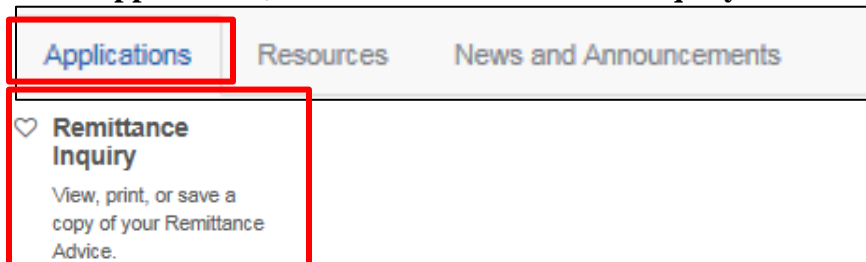 Applications Resources News and Announcements
Remittance
Inquiry
View, print, or save a
copy of your Remittance
Advice.